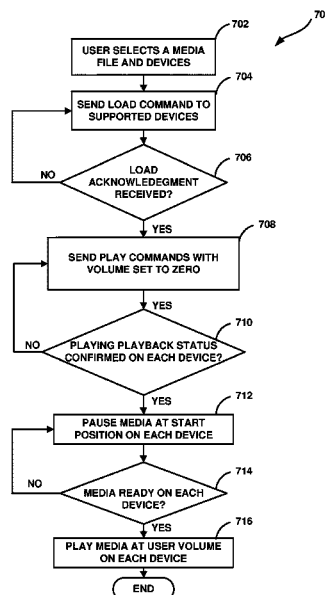 702
70
USER SELECTS A MEDIA
FILE AND DEVICES
704
SEND LOAD COMMAND TO
SUPPORTED DEVICES
706
NO
LOAD
ACKNOWLEDEGMENT
RECEIVED?
YES
708
SEND PLAY COMMANDS WITH
VOLUME SET TO ZERO
YES
710
NO
PLAYING PLAYBACK STATUS
CONFIRMED ON EACH DEVICE?
YES
712
PAUSE MEDIA AT START
POSITION ON EACH DEVICE
714
NO
MEDIA READY ON EACH
DEVICE?
YES
716
PLAY MEDIA AT USER VOLUME
ON EACH DEVICE
END